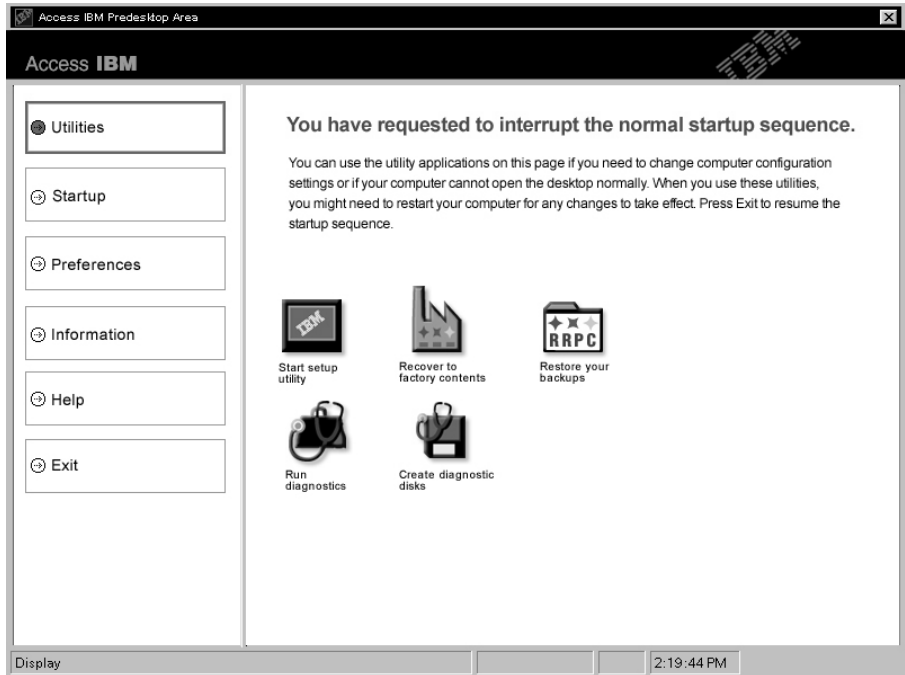 Access IBM Predesktop Area
Access IBM
IBM
Utilities
Startup
Preferences
Information
Help
Exit
You have requested to interrupt the normal startup sequence.
You can use the utility applications on this page if you need to change computer configuration
settings or if your computer cannot open the desktop normally. When you use these utilities,
you might need to restart your computer for any changes to take effect. Press Exit to resume the
startup sequence.
IBM
Start setup
utility
Recover to
factory contents
RRPC
Restore your
backups
Run
diagnostics
Create diagnostic
disks
Display
2:19:44 PM